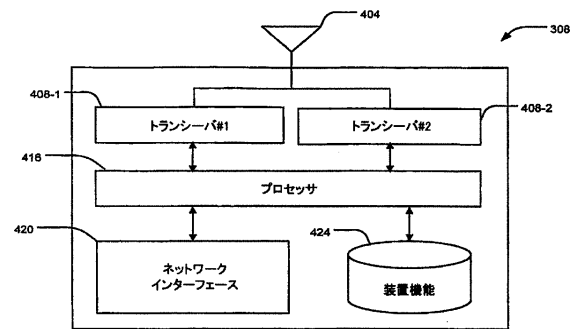 404
308
408-1
トランシーバ#1
トランシーバ#2
408-2
416
プロセッサ
420
ネットワーク
インターフェース
424
装置機能